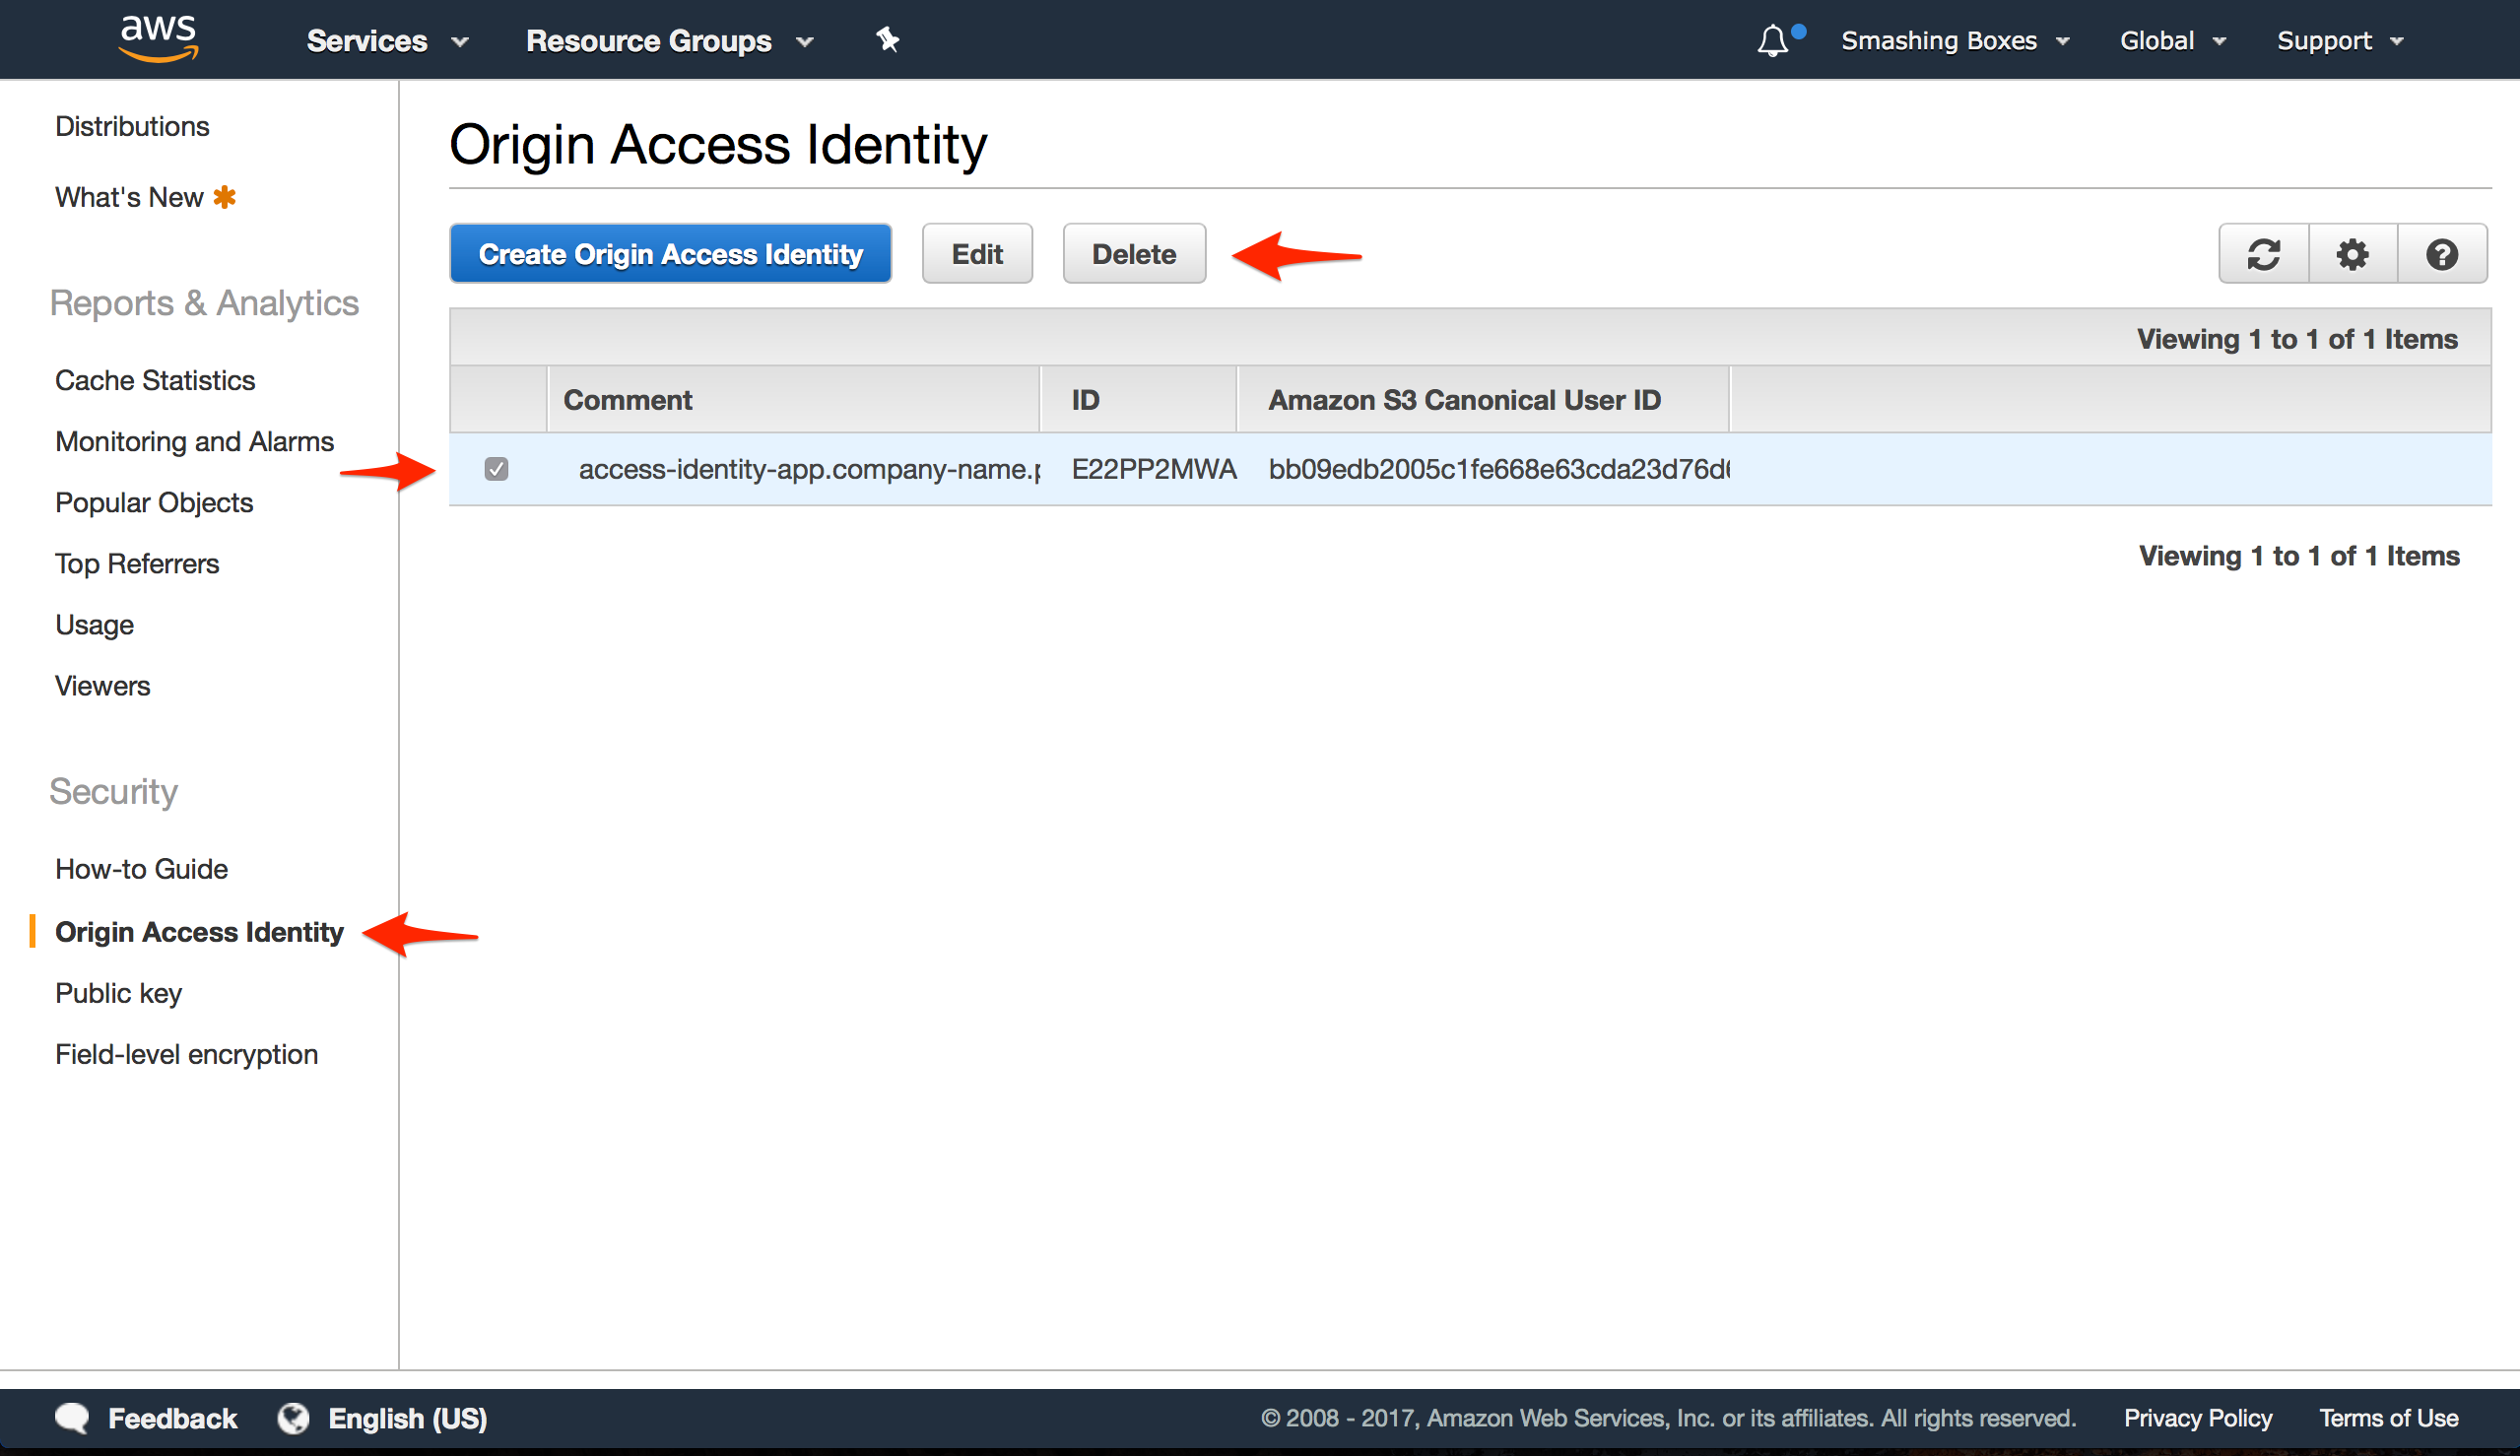 aws Services Resource Groups Smashing Boxes Global Support
Distributions
What's New
Reports & Analytics
Cache Statistics
Monitoring and Alarms
Popular Objects
Top Referrers
Usage
Viewers
Security
How-to Guide
Origin Access Identity
Public key
Field-level encryption
Origin Access Identity
Create Origin Access Identity Edit Delete
Viewing 1 to 1 of 1 Items
Comment ID Amazon S3 Canonical User ID
access-identity-app.company-name.p E22PP2MWA bb09edb2005c1fe668e63cda23d76d6
Viewing 1 to 1 of 1 Items
Feedback English (US) © 2008 - 2017, Amazon Web Services, Inc. or its affiliates. All rights reserved. Privacy Policy Terms of Use